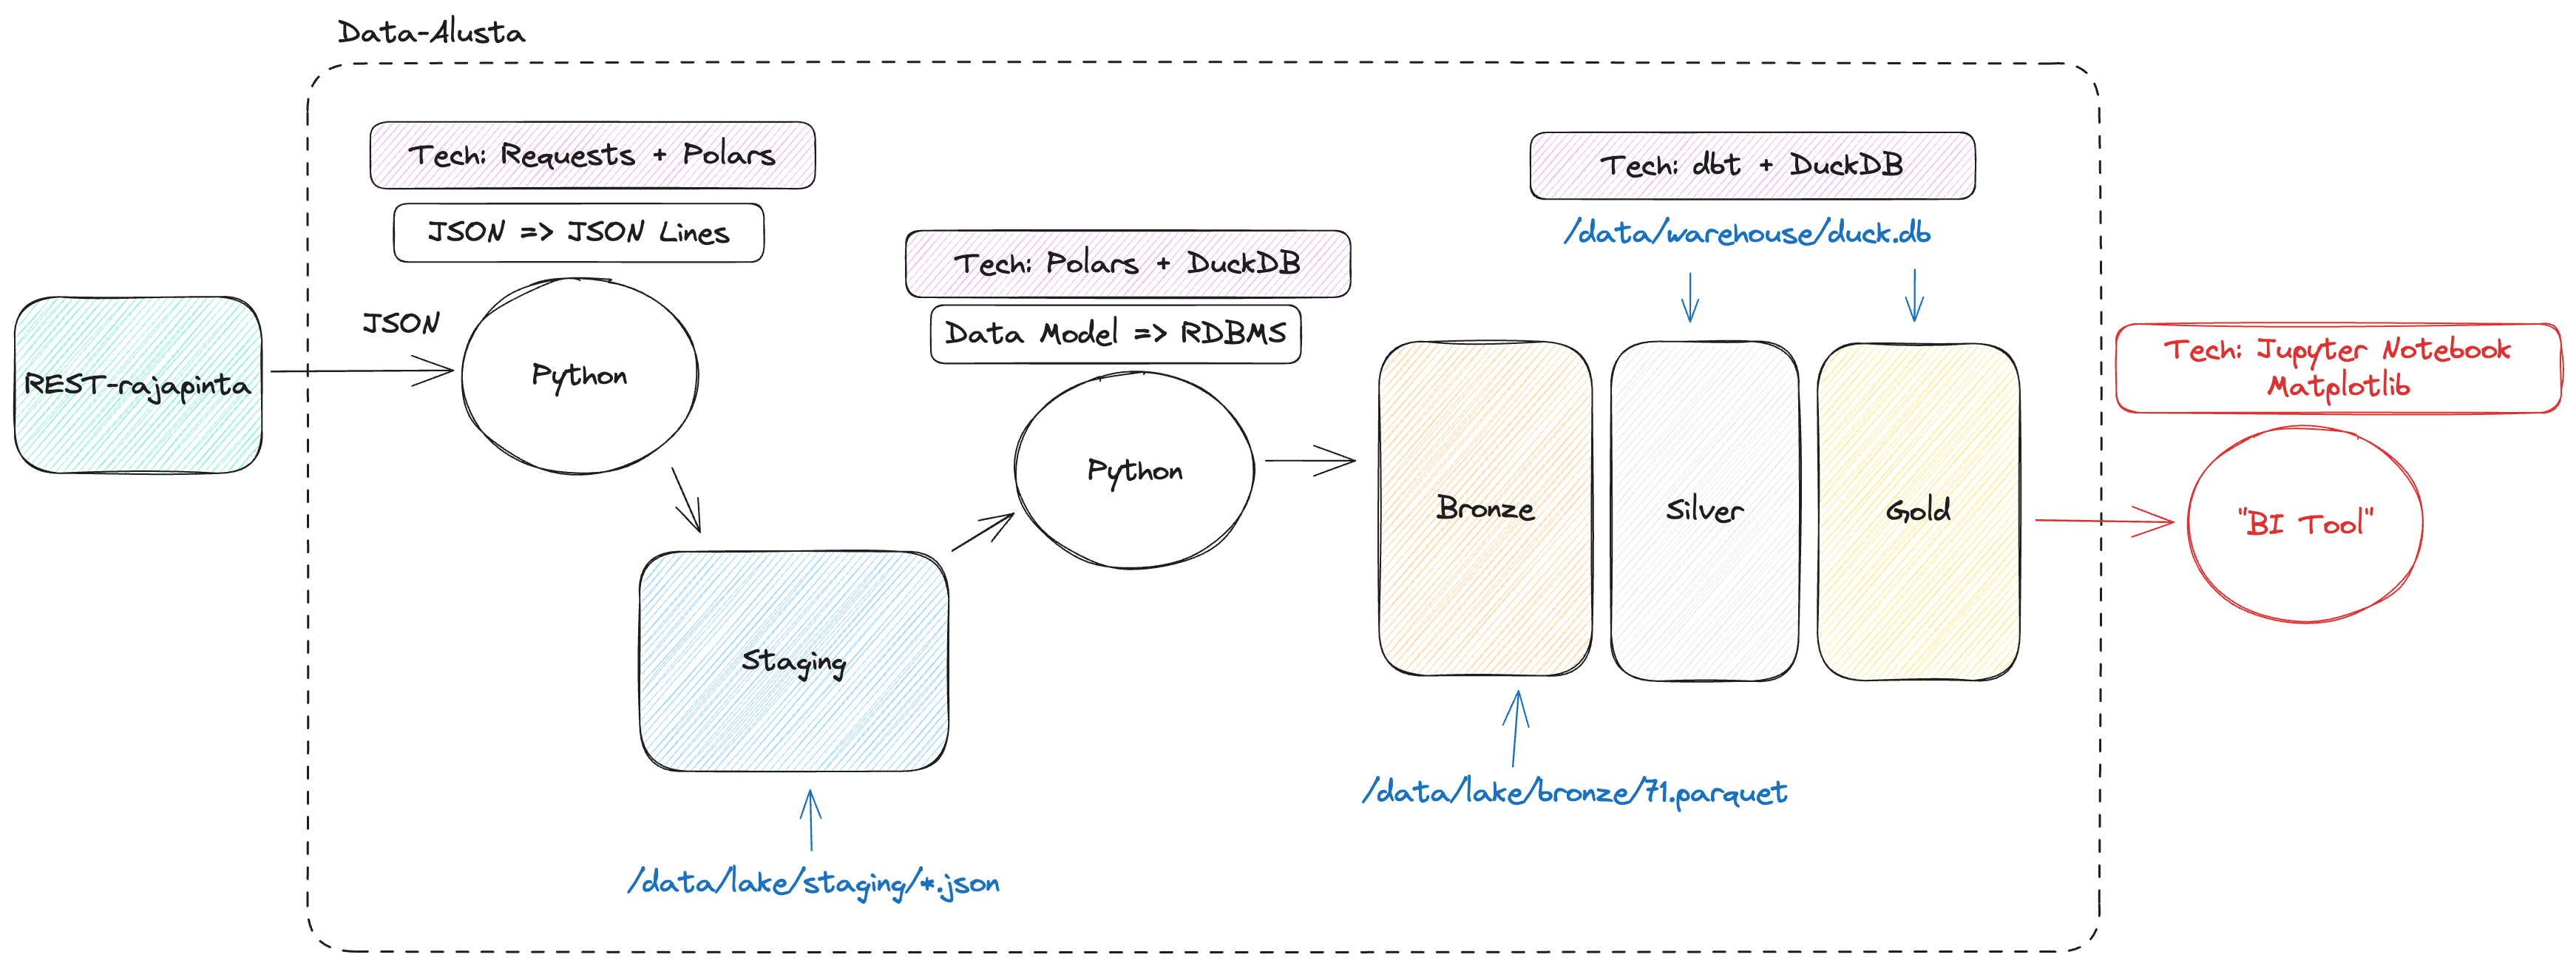 Data-Alusta
Tech: Requests + Polars
JSON => JSON Lines
JSON
REST-rajapinta
Python
Staging
/data/lake/staging/*.json
Tech: Polars + DuckDB
Data Model => RDBMS
Python
Tech: dbt + DuckDB
/data/warehouse/duck.db
Bronze
Silver
Gold
/data/lake/bronze/71.parquet
Tech: Jupyter Notebook
Matplotlib
"BI Tool"